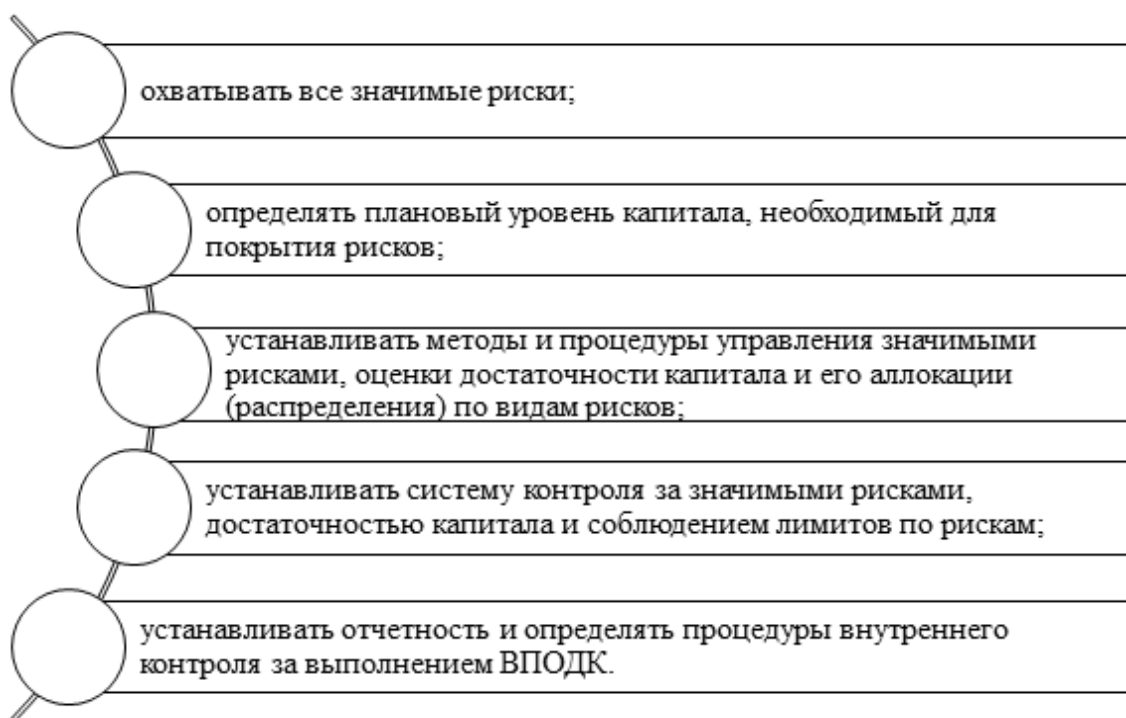 охватывать все значимые риски;
определять плановый уровень капитала, необходимый для
покрытия рисков;
устанавливать методы и процедуры управления значимыми
рисками, оценки достаточности капитала и его аллокации
(распределения) по видам рисков;
устанавливать систему контроля за значимыми рисками,
достаточностью капитала и соблюдением лимитов по рискам;
устанавливать отчетность и определять процедуры внутреннего
контроля за выполнением ВПОДК.